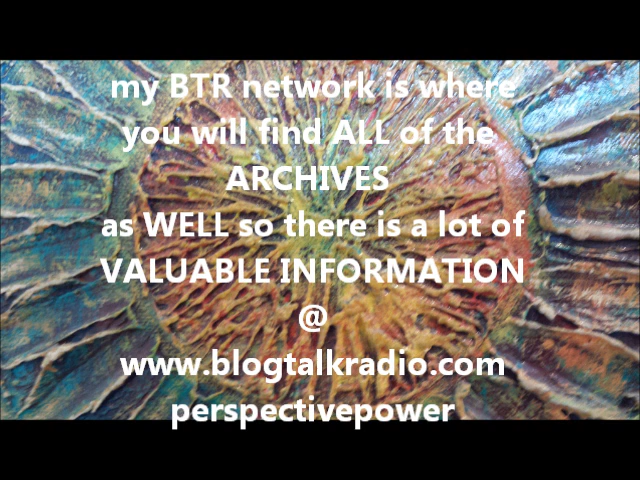 my BTR network is where
you will find ALL of the
ARCHIVES
as WELL so there is a lot of
VALUABLE INFORMATION
@
www.blogtalkradio.com
perspectivepower